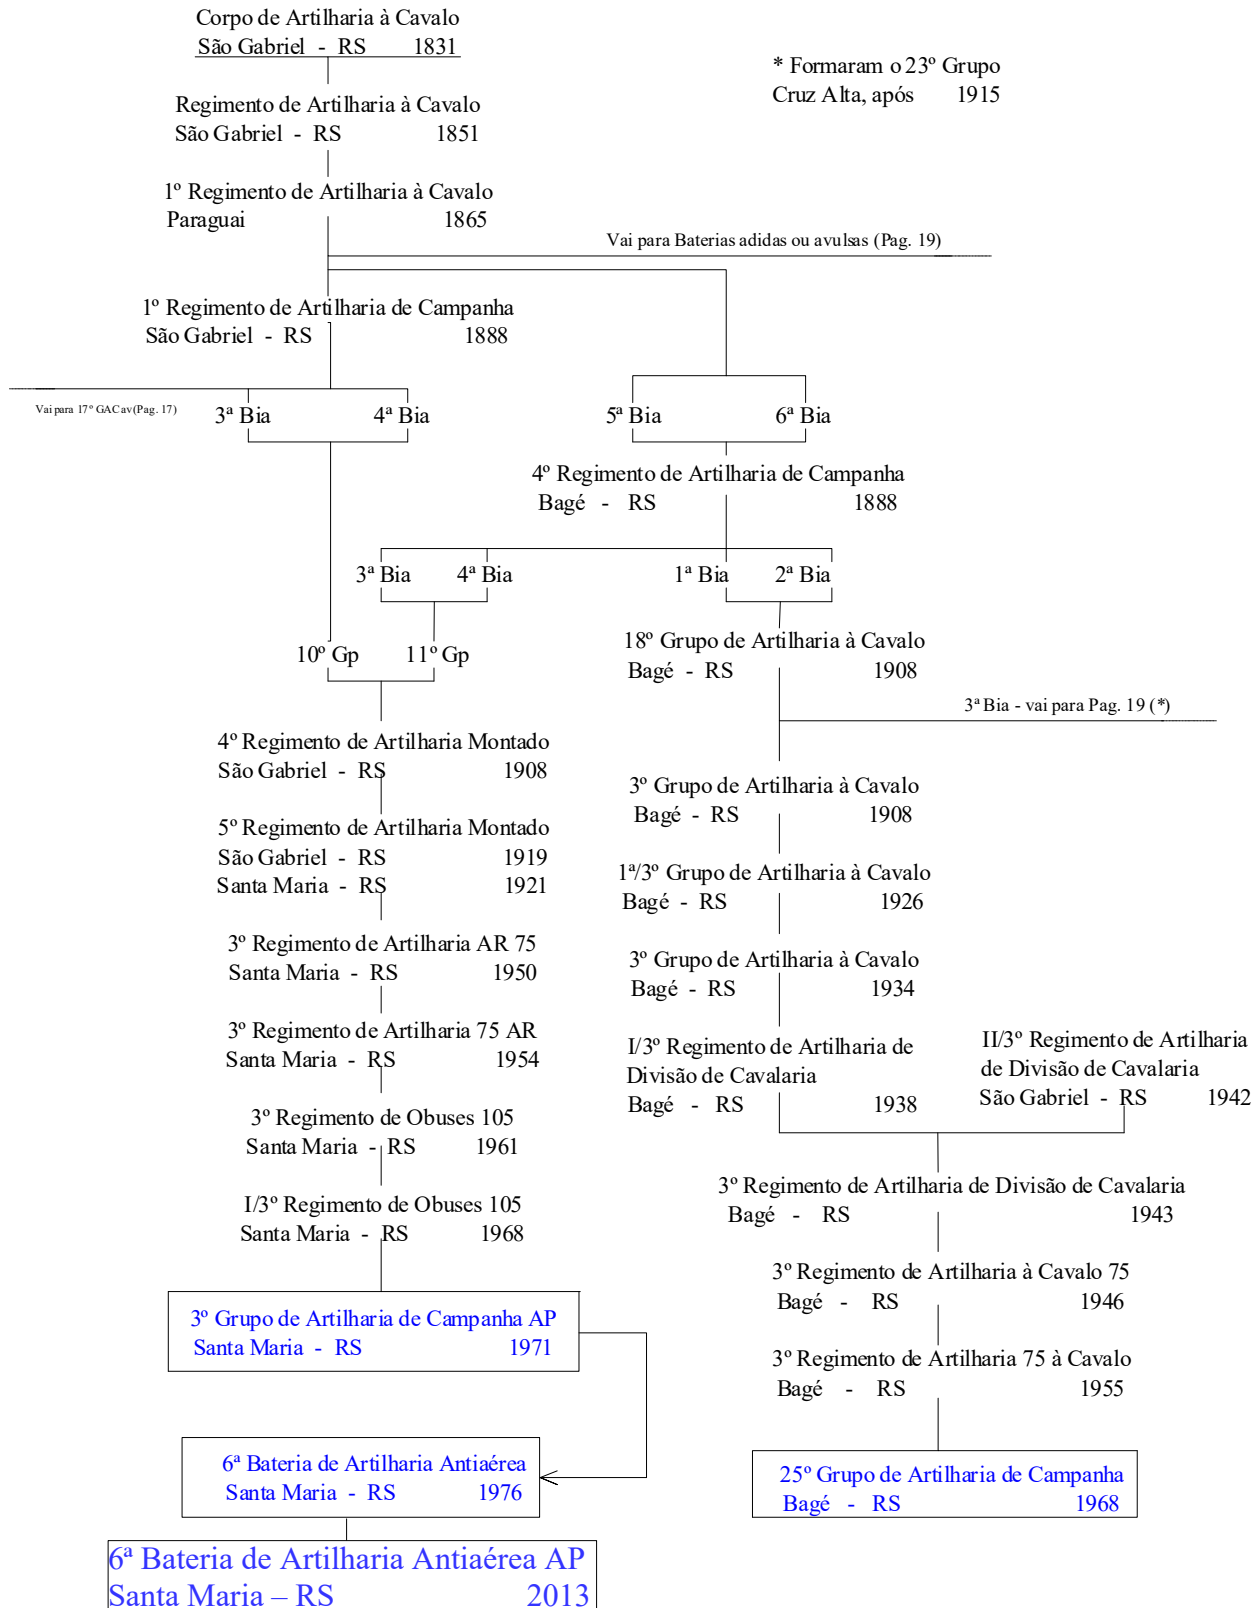 Corpo de Artilharia à Cavalo
São Gabriel - RS 1831
* Formaram o 23º Grupo
Cruz Alta, após 1915
Regimento de Artilharia à Cavalo
São Gabriel - RS 1851
1º Regimento de Artilharia à Cavalo
Paraguai 1865
Vai para Baterias adidas ou avulsas (Pag. 19)
1º Regimento de Artilharia de Campanha
São Gabriel - RS 1888
Vai para 17º GACav(Pag. 17)
3ª Bia 4ª Bia 5ª Bia 6ª Bia
4º Regimento de Artilharia de Campanha
Bagé - RS 1888
3ª Bia 4ª Bia 1ª Bia 2ª Bia
10º Gp 11º Gp
18º Grupo de Artilharia à Cavalo
Bagé - RS 1908
3ª Bia - vai para Pag. 19 (*)
4º Regimento de Artilharia Montado
São Gabriel - RS 1908
5º Regimento de Artilharia Montado
São Gabriel - RS 1919
Santa Maria - RS 1921
3º Regimento de Artilharia AR 75
Santa Maria - RS 1950
3º Regimento de Artilharia 75 AR
Santa Maria - RS 1954
3º Regimento de Obuses 105
Santa Maria - RS 1961
I/3º Regimento de Obuses 105
Santa Maria - RS 1968
3º Grupo de Artilharia de Campanha AP
Santa Maria - RS 1971
6ª Bateria de Artilharia Antiaérea
Santa Maria - RS 1976
6ª Bateria de Artilharia Antiaérea AP
Santa Maria – RS 2013
3º Grupo de Artilharia à Cavalo
Bagé - RS 1908
1ª/3º Grupo de Artilharia à Cavalo
Bagé - RS 1926
3º Grupo de Artilharia à Cavalo
Bagé - RS 1934
I/3º Regimento de Artilharia de
Divisão de Cavalaria
Bagé - RS 1938
II/3º Regimento de Artilharia
de Divisão de Cavalaria
São Gabriel - RS 1942
3º Regimento de Artilharia de Divisão de Cavalaria
Bagé - RS 1943
3º Regimento de Artilharia à Cavalo 75
Bagé - RS 1946
3º Regimento de Artilharia 75 à Cavalo
Bagé - RS 1955
25º Grupo de Artilharia de Campanha
Bagé - RS 1968